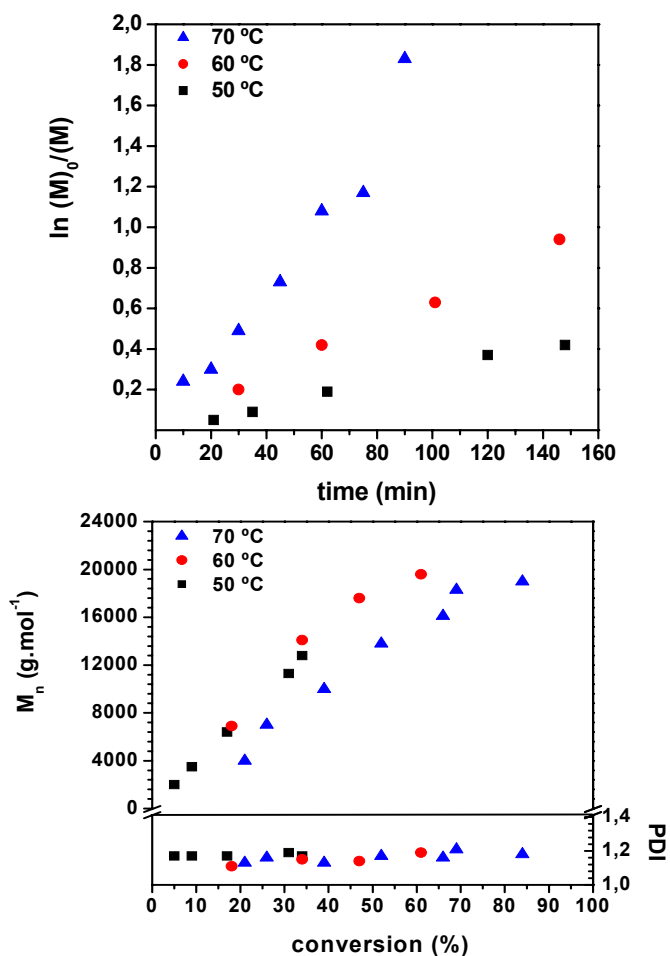 2,0
1,8
1,6
1,4
1,2
1,0
0,8
0,6
0,4
0,2
ln (M)₀/(M)
70 ºC
60 ºC
50 ºC
0 20 40 60 80 100 120 140 160
time (min)
24000
20000
16000
12000
8000
4000
0
Mₙ (g.mol⁻¹)
70 ºC
60 ºC
50 ºC
1,4
1,2
1,0
PDI
0 10 20 30 40 50 60 70 80 90 100
conversion (%)